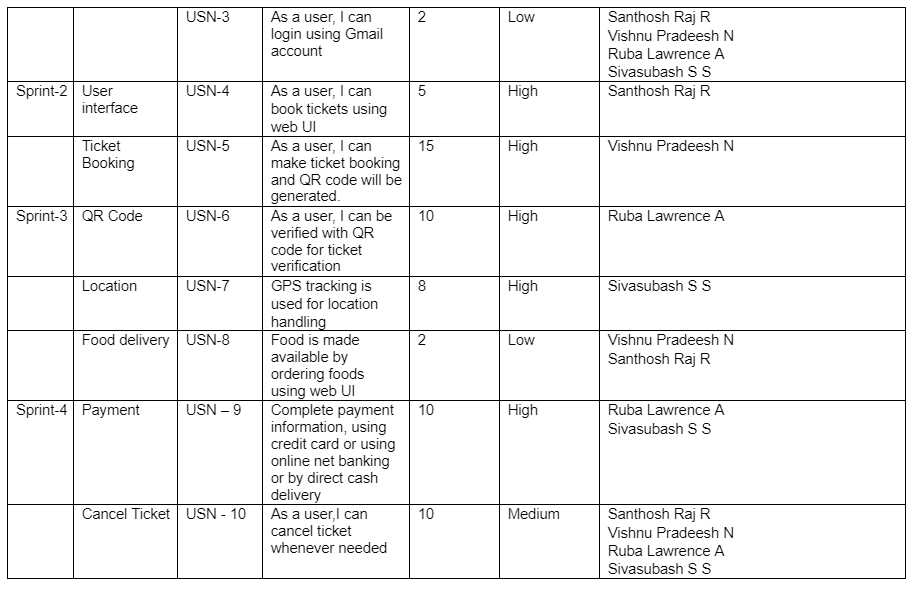 USN-3 As a user, I can 2 Low Santhosh Raj R
login using Gmail Vishnu Pradeesh N
account Ruba Lawrence A
Sivasubash S S
Sprint-2 User USN-4 As a user, I can 5 High Santhosh Raj R
interface book tickets using
web UI
Ticket USN-5 As a user, I can 15 High Vishnu Pradeesh N
Booking make ticket booking
and QR code will be
generated.
Sprint-3 QR Code USN-6 As a user, I can be 10 High Ruba Lawrence A
verified with QR
code for ticket
verification
Location USN-7 GPS tracking is 8 High Sivasubash S S
used for location
handling
Food delivery USN-8 Food is made 2 Low Vishnu Pradeesh N
available by Santhosh Raj R
ordering foods
using web UI
Sprint-4 Payment USN – 9 Complete payment 10 High Ruba Lawrence A
information, using Sivasubash S S
credit card or using
online net banking
or by direct cash
delivery
Cancel Ticket USN - 10 As a user,I can 10 Medium Santhosh Raj R
cancel ticket Vishnu Pradeesh N
whenever needed Ruba Lawrence A
Sivasubash S S